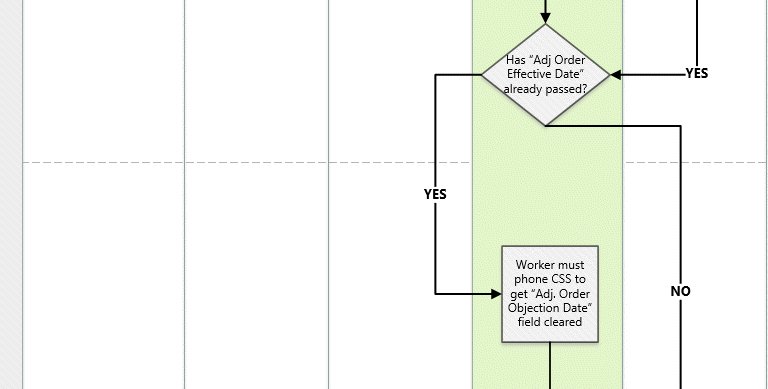 Has “Adj Order
Effective Date”
already passed?
YES
YES
Worker must
phone CSS to
get “Adj. Order
Objection Date”
field cleared
NO